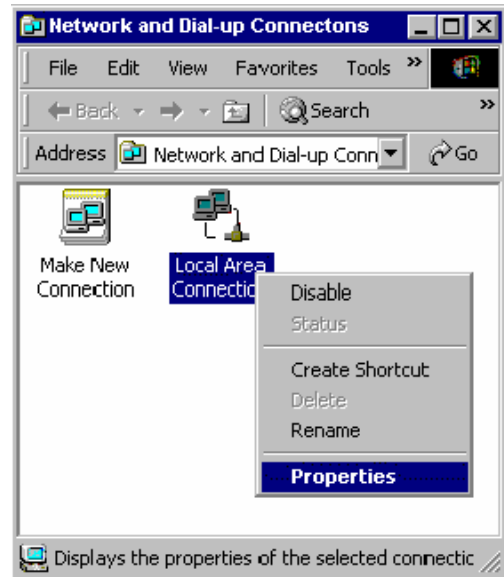 Network and Dial-up Connectons
File Edit View Favorites Tools »
Back Search »
Address Network and Dial-up Conn Go
Make New Connection
Local Area Connectio
Disable
Status
Create Shortcut
Delete
Rename
Properties
Displays the properties of the selected connectic